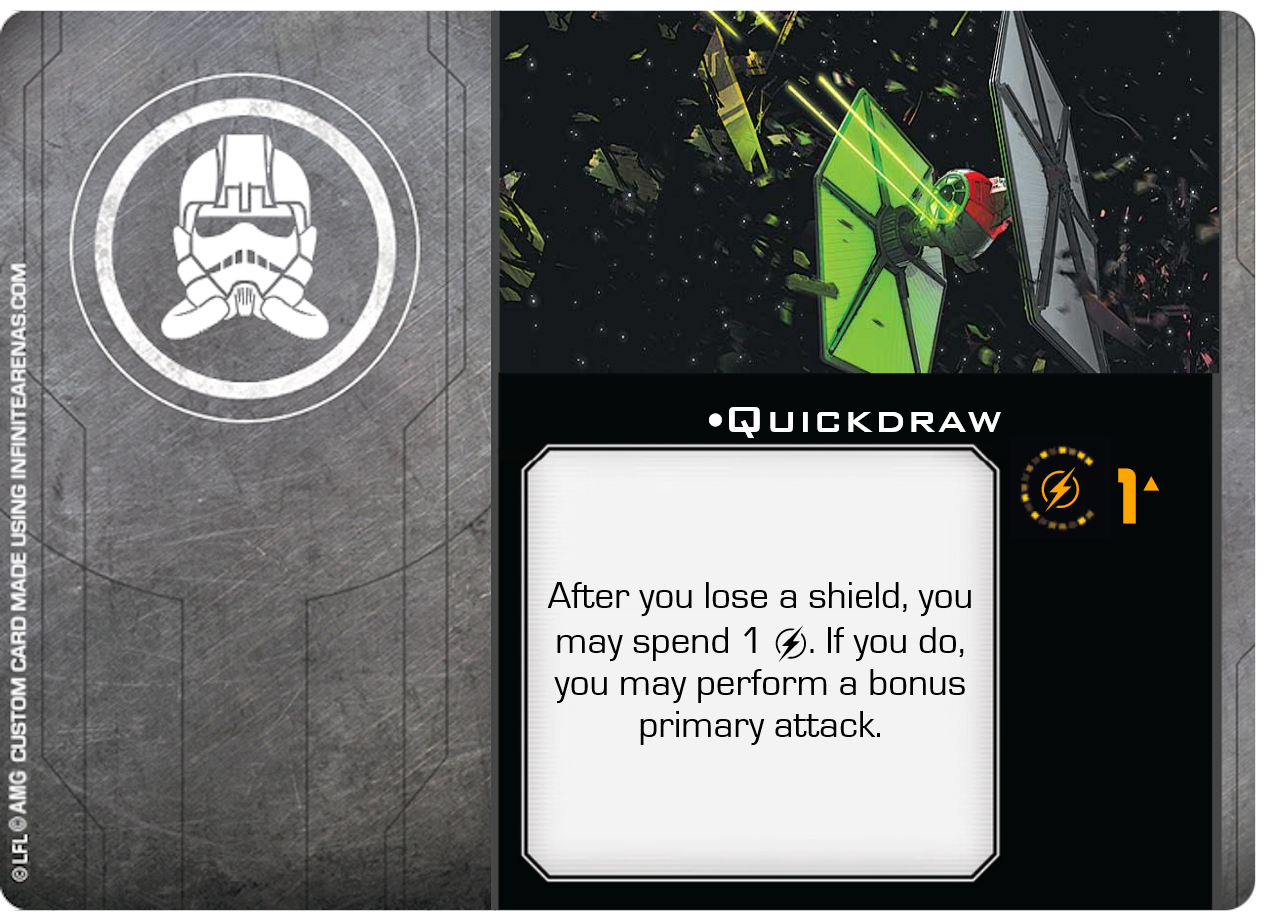 ©LFL©AMG CUSTOM CARD MADE USING INFINITEARENAS.COM
•Quickdraw
1
After you lose a shield, you
may spend 1 . If you do,
you may perform a bonus
primary attack.